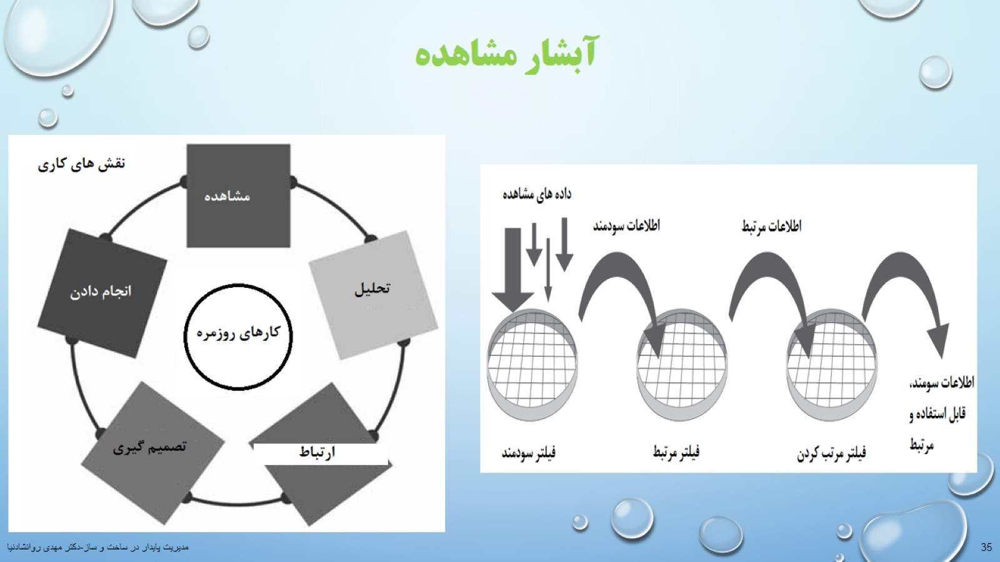 آبشار مشاهده
نقش های کاری
مشاهده
تحلیل
ارتباط
تصمیم گیری
انجام دادن
کارهای روزمره
داده های مشاهده
اطلاعات سودمند
اطلاعات مرتبط
اطلاعات سومند،
قابل استفاده و
مرتبط
فیلتر سودمند
فیلتر مرتبط
فیلتر مرتب کردن
مدیریت پایدار در ساخت و ساز-دکتر مهدی روانشادنیا
35